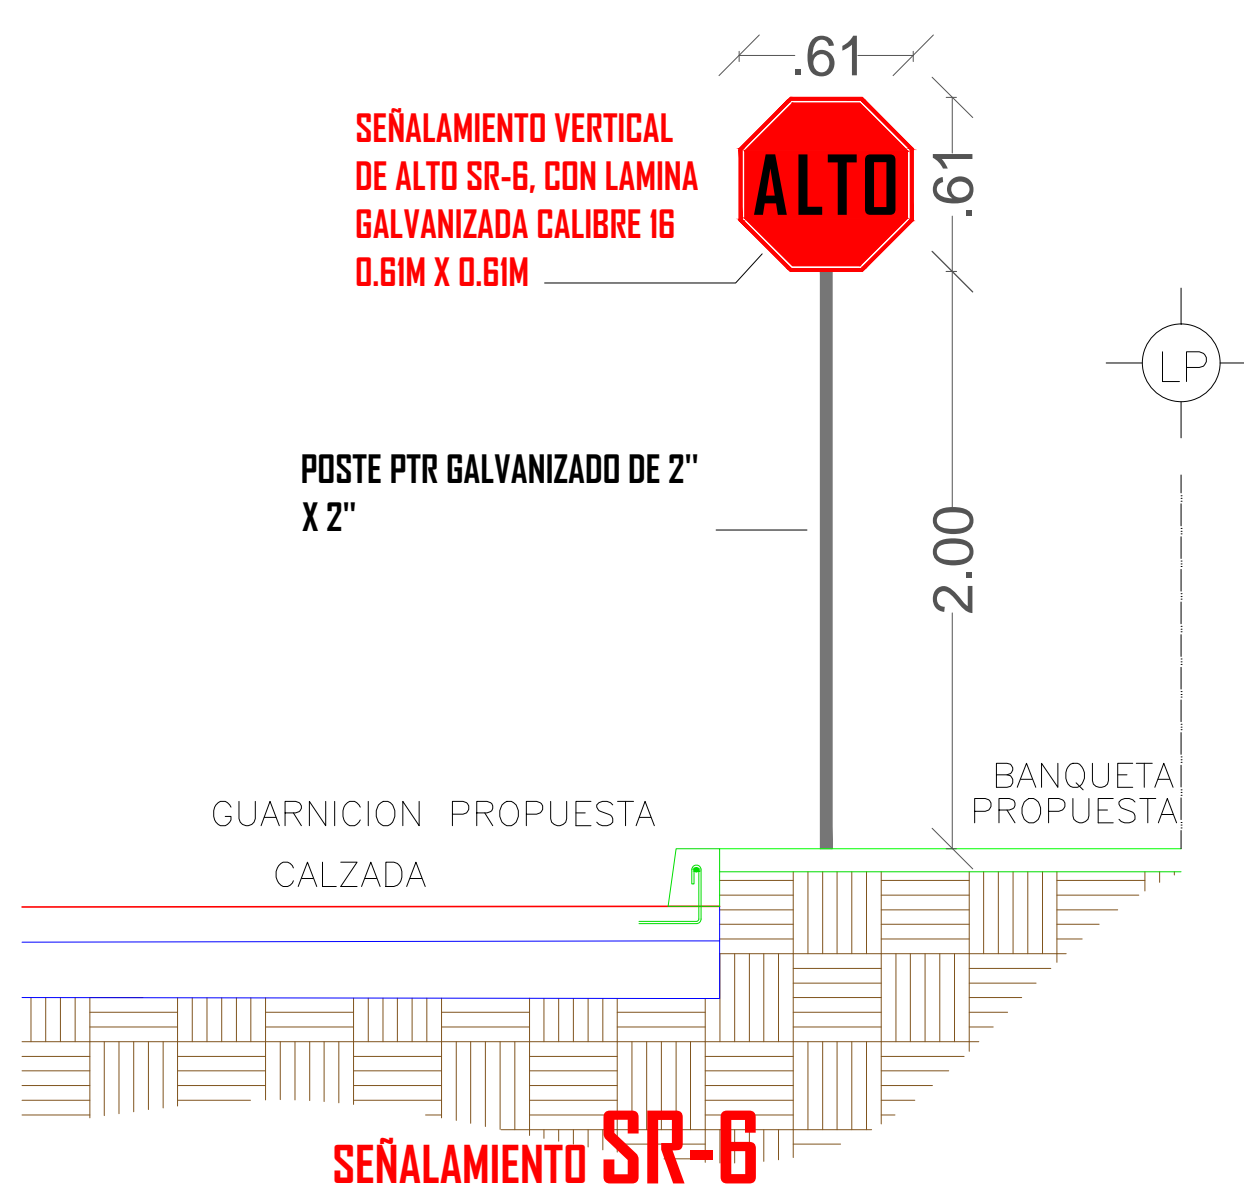 .61
SEÑALAMIENTO VERTICAL
DE ALTO SR-6, CON LAMINA
GALVANIZADA CALIBRE 16
0.61M X 0.61M
ALTO
.61
LP
POSTE PTR GALVANIZADO DE 2"
X 2"
2.00
BANQUETA
PROPUESTA
GUARNICION PROPUESTA
CALZADA
SEÑALAMIENTO SR-6